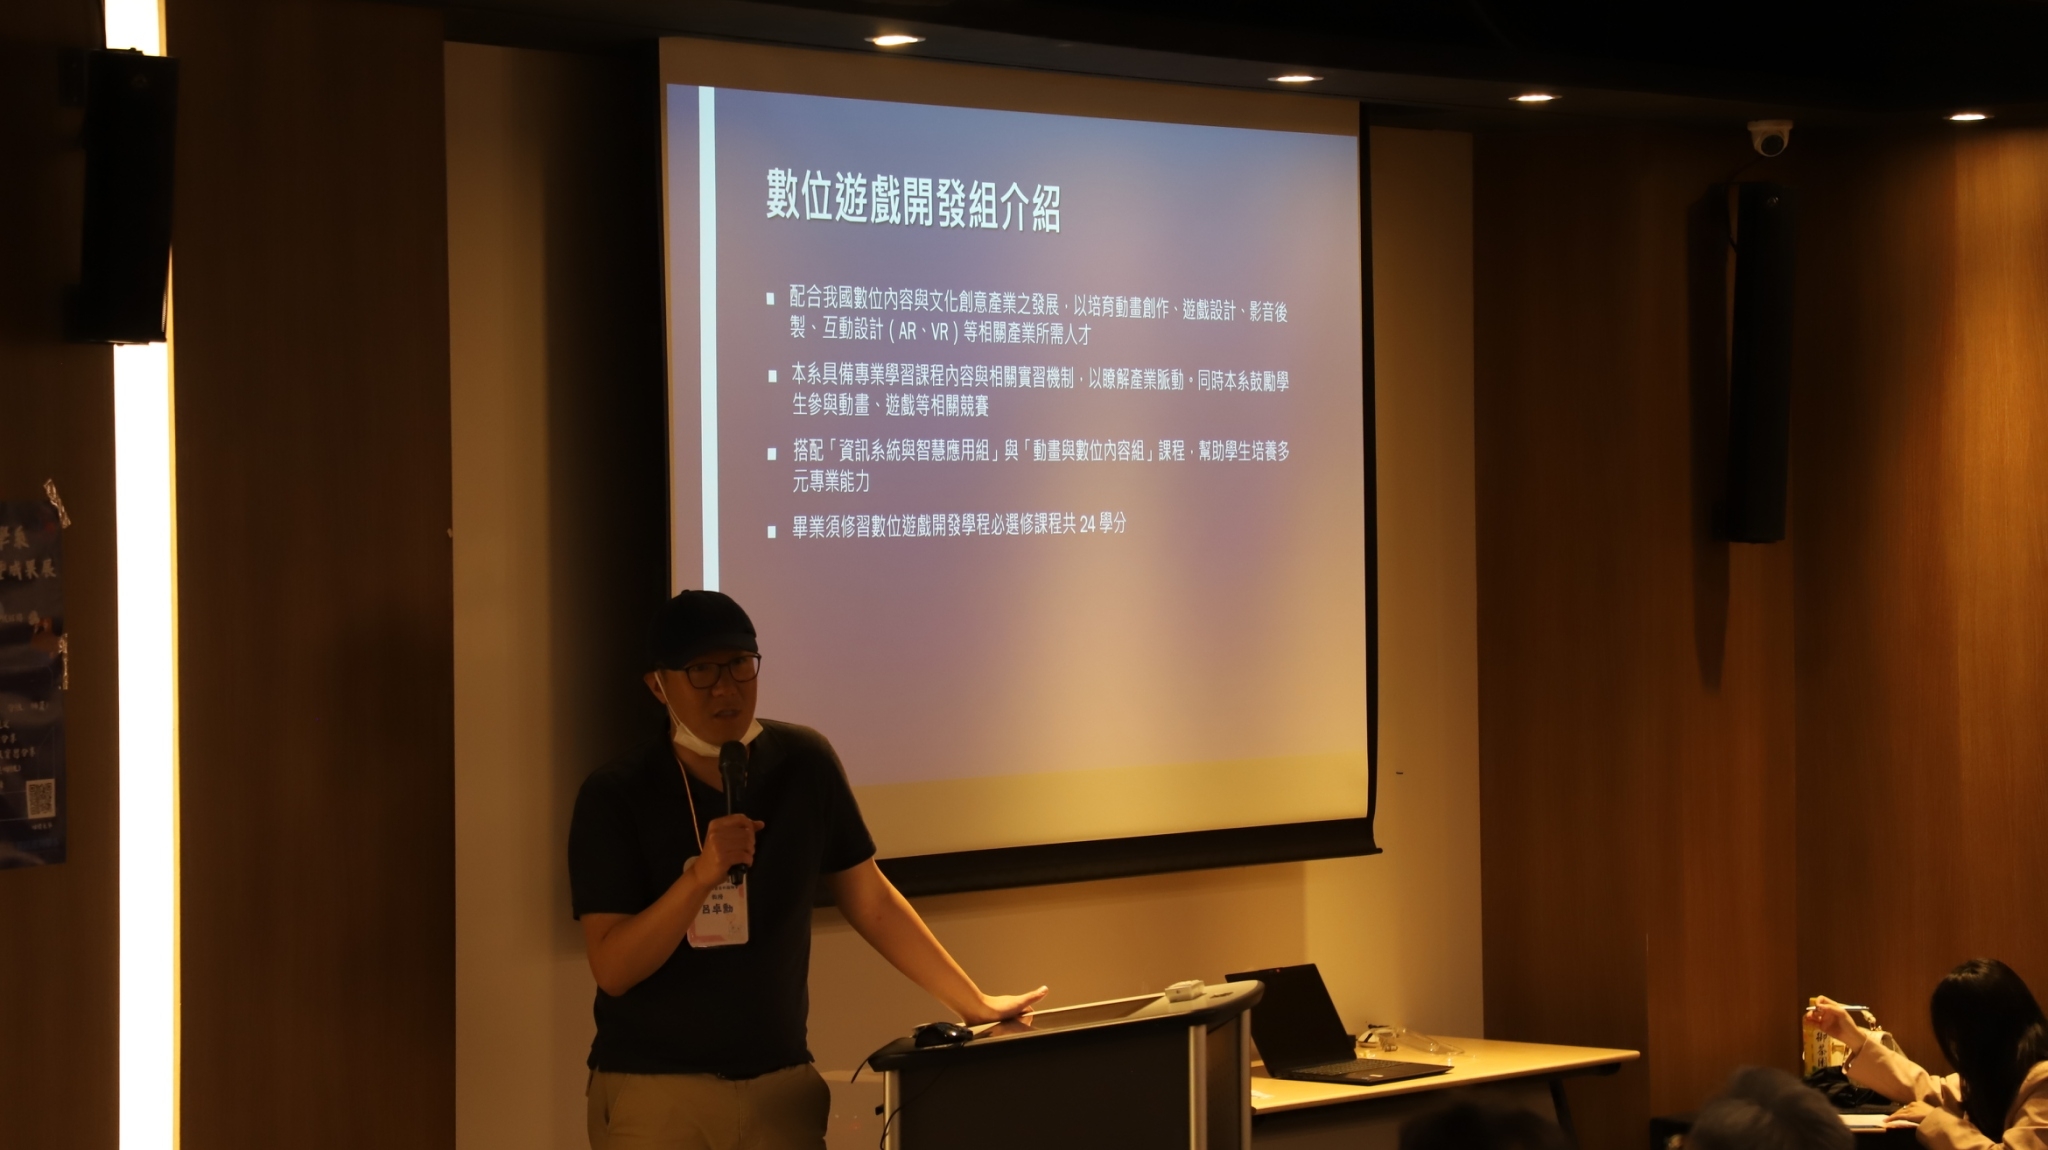 數位遊戲開發組介紹
■ 配合我國數位內容與文化創意產業之發展，以培育動畫創作、遊戲設計、影音後
製、互動設計（AR、VR）等相關產業所需人才
■ 本系具備專業學習課程內容與相關實習機制，以瞭解產業脈動。同時本系鼓勵學
生參與動畫、遊戲等相關競賽
■ 搭配「資訊系統與智慧應用組」與「動畫與數位內容組」課程，幫助學生培養多
元專業能力
■ 畢業須修習數位遊戲開發學程必選修課程共 24 學分
成果展
呂卓勳